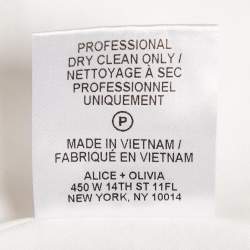 PROFESSIONAL
DRY CLEAN ONLY /
NETTOYAGE À SEC
PROFESSIONNEL
UNIQUEMENT
P
MADE IN VIETNAM /
FABRIQUÉ EN VIETNAM
ALICE + OLIVIA
450 W 14TH ST 11FL
NEW YORK, NY 10014